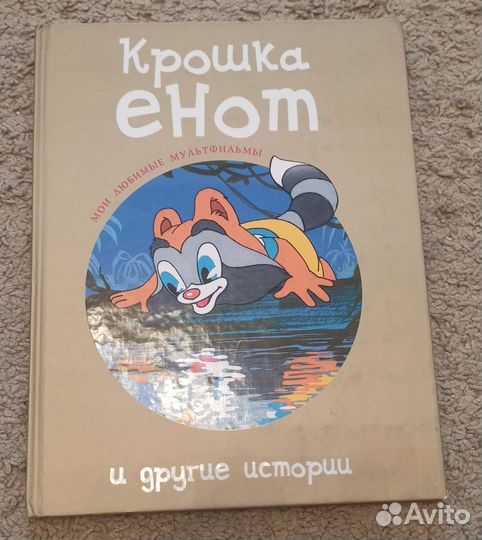 Крошка
енот
мои любимые мультфильмы
и другие истории
Avito